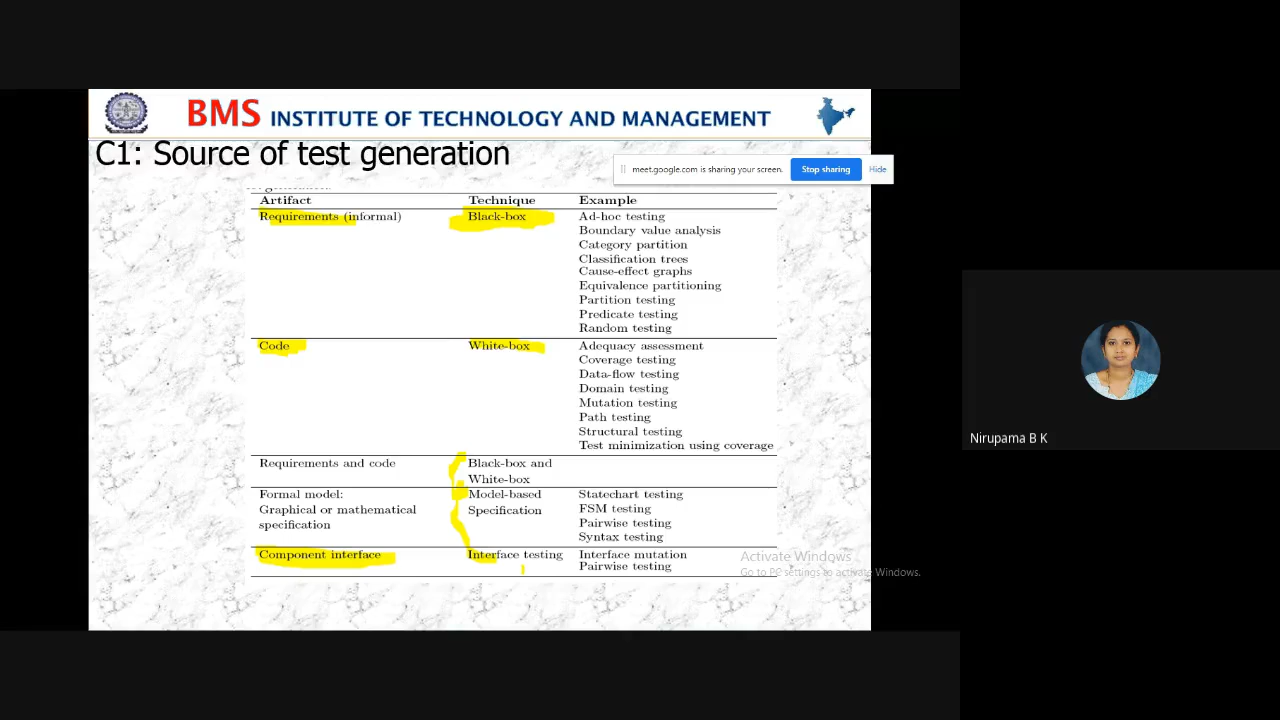 BMS INSTITUTE OF TECHNOLOGY AND MANAGEMENT
C1: Source of test generation
meet.google.com is sharing your screen. Stop sharing Hide
Artifact Technique Example
Requirements (informal) Black-box Ad-hoc testing
Boundary value analysis
Category partition
Classification trees
Cause-effect graphs
Equivalence partitioning
Partition testing
Predicate testing
Random testing
Code White-box Adequacy assessment
Coverage testing
Data-flow testing
Domain testing
Mutation testing
Path testing
Structural testing
Test minimization using coverage
Requirements and code Black-box and
White-box
Formal model: Model-based Statechart testing
Graphical or mathematical Specification FSM testing
specification Pairwise testing
Syntax testing
Component interface Interface testing Interface mutation
Pairwise testing
Activate Windows
Go to PC settings to activate Windows.
Nirupama B K